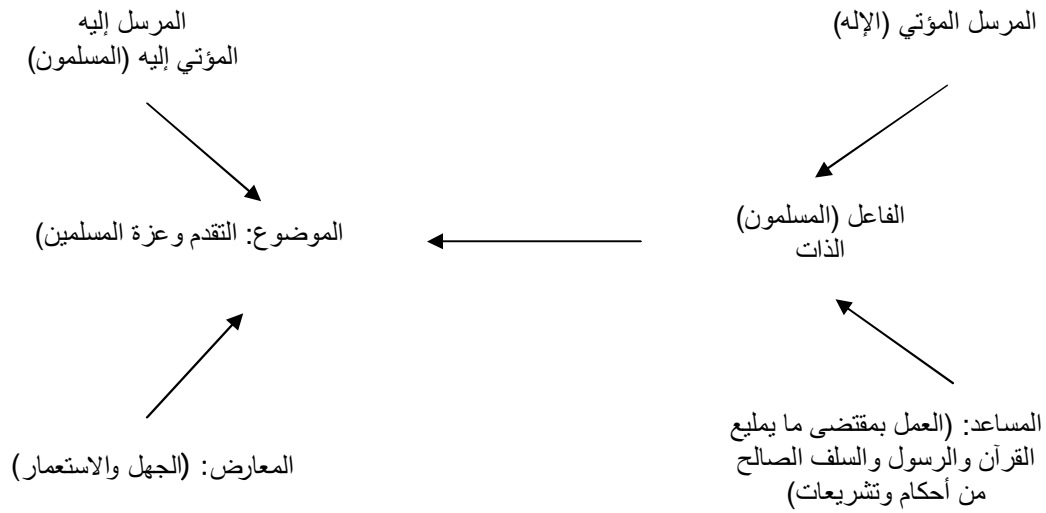 المرسل المؤتي (الإله)
المرسل إليه
المؤتي إليه (المسلمون)
الفاعل (المسلمون)
الذات
الموضوع: التقدم وعزة المسلمين)
المساعد: (العمل بمقتضى ما يمليع
القرآن والرسول والسلف الصالح
من أحكام وتشريعات)
المعارض: (الجهل والاستعمار)